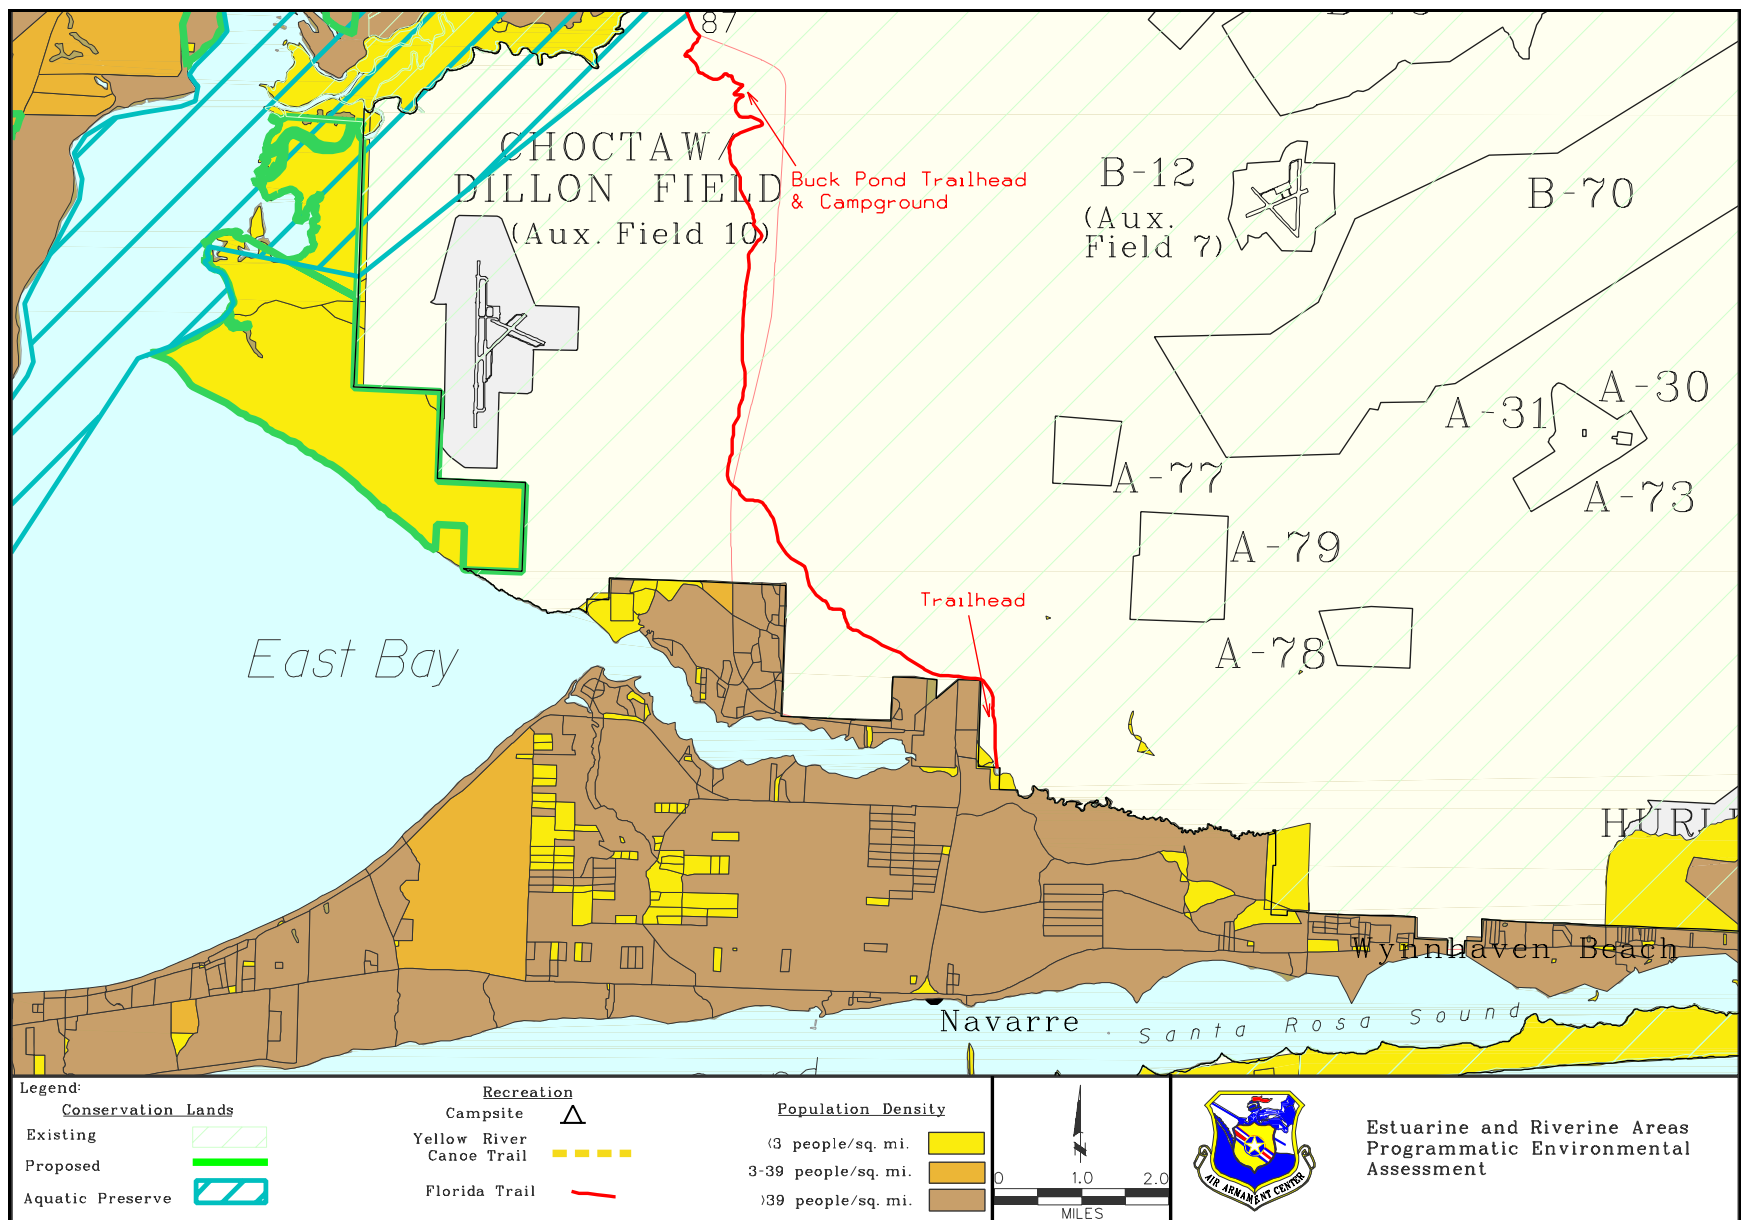 87
CHOCTAW/
DILLON FIELD
(Aux. Field 10)
Buck Pond Trailhead
& Campground
B-12
(Aux.
Field 7)
B-70
A-30
A-31
A-77
A-73
A-79
A-78
Trailhead
East Bay
Wynnhaven Beach
Navarre
Santa Rosa Sound
Legend:
Conservation Lands
Existing
Proposed
Aquatic Preserve
Recreation
Campsite
Yellow River
Canoe Trail
Florida Trail
Population Density
<3 people/sq. mi.
3-39 people/sq. mi.
>39 people/sq. mi.
0 1.0 2.0
MILES
AIR ARMAMENT CENTER
Estuarine and Riverine Areas
Programmatic Environmental
Assessment